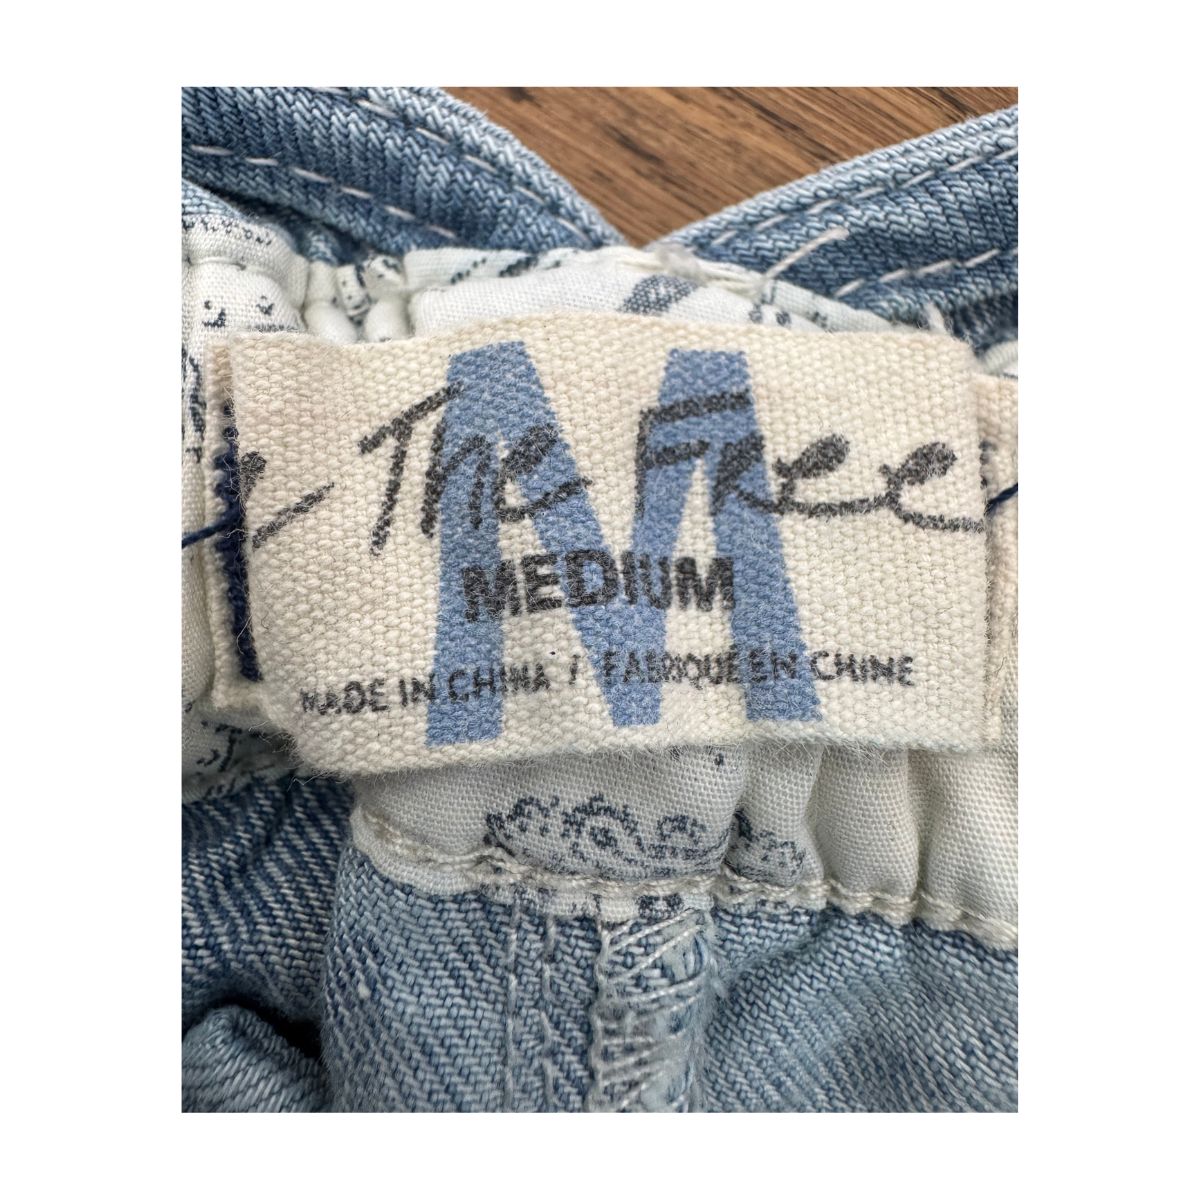 M
The Free
MEDIUM
MADE IN CHINA / FABRIQUÉ EN CHINE